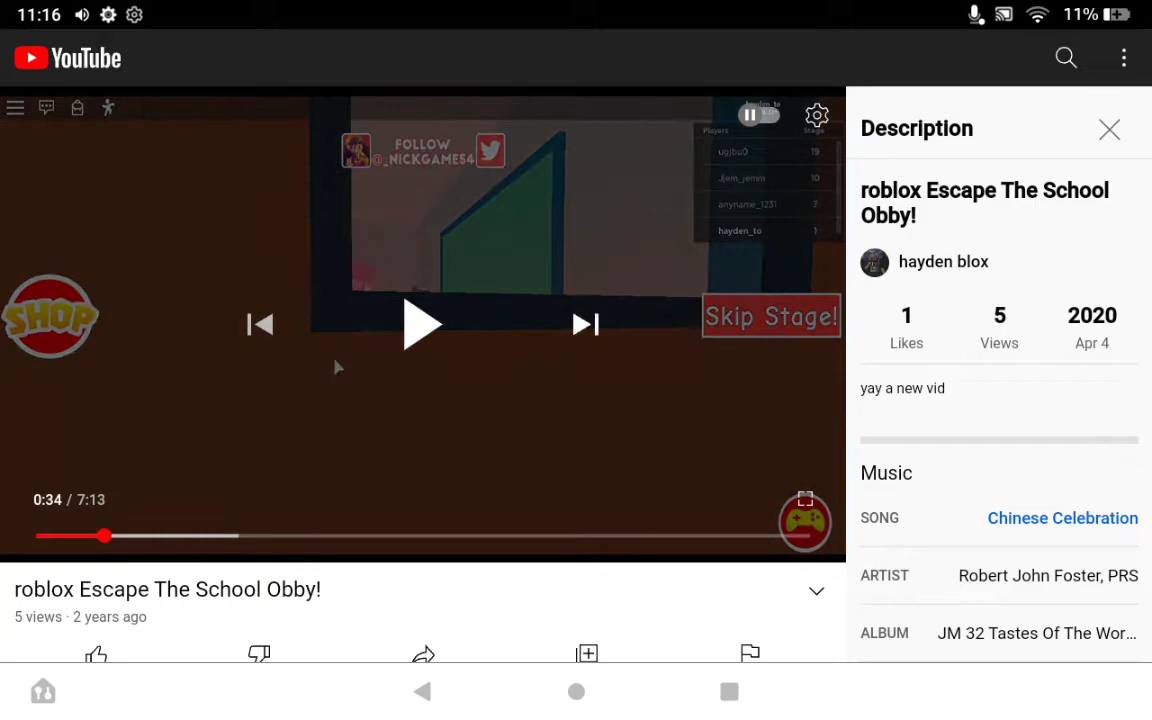 11:16
11%
YouTube
FOLLOW
@_NICKGAME54
hayden_to
Players Stage
ugjbu0 19
Jjem_jemm 10
anyname_1231 7
hayden_to 1
SHOP
Skip Stage!
0:34 / 7:13
roblox Escape The School Obby!
5 views · 2 years ago
Description
roblox Escape The School
Obby!
hayden blox
1 5 2020
Likes Views Apr 4
yay a new vid
Music
SONG Chinese Celebration
ARTIST Robert John Foster, PRS
ALBUM JM 32 Tastes Of The Wor...